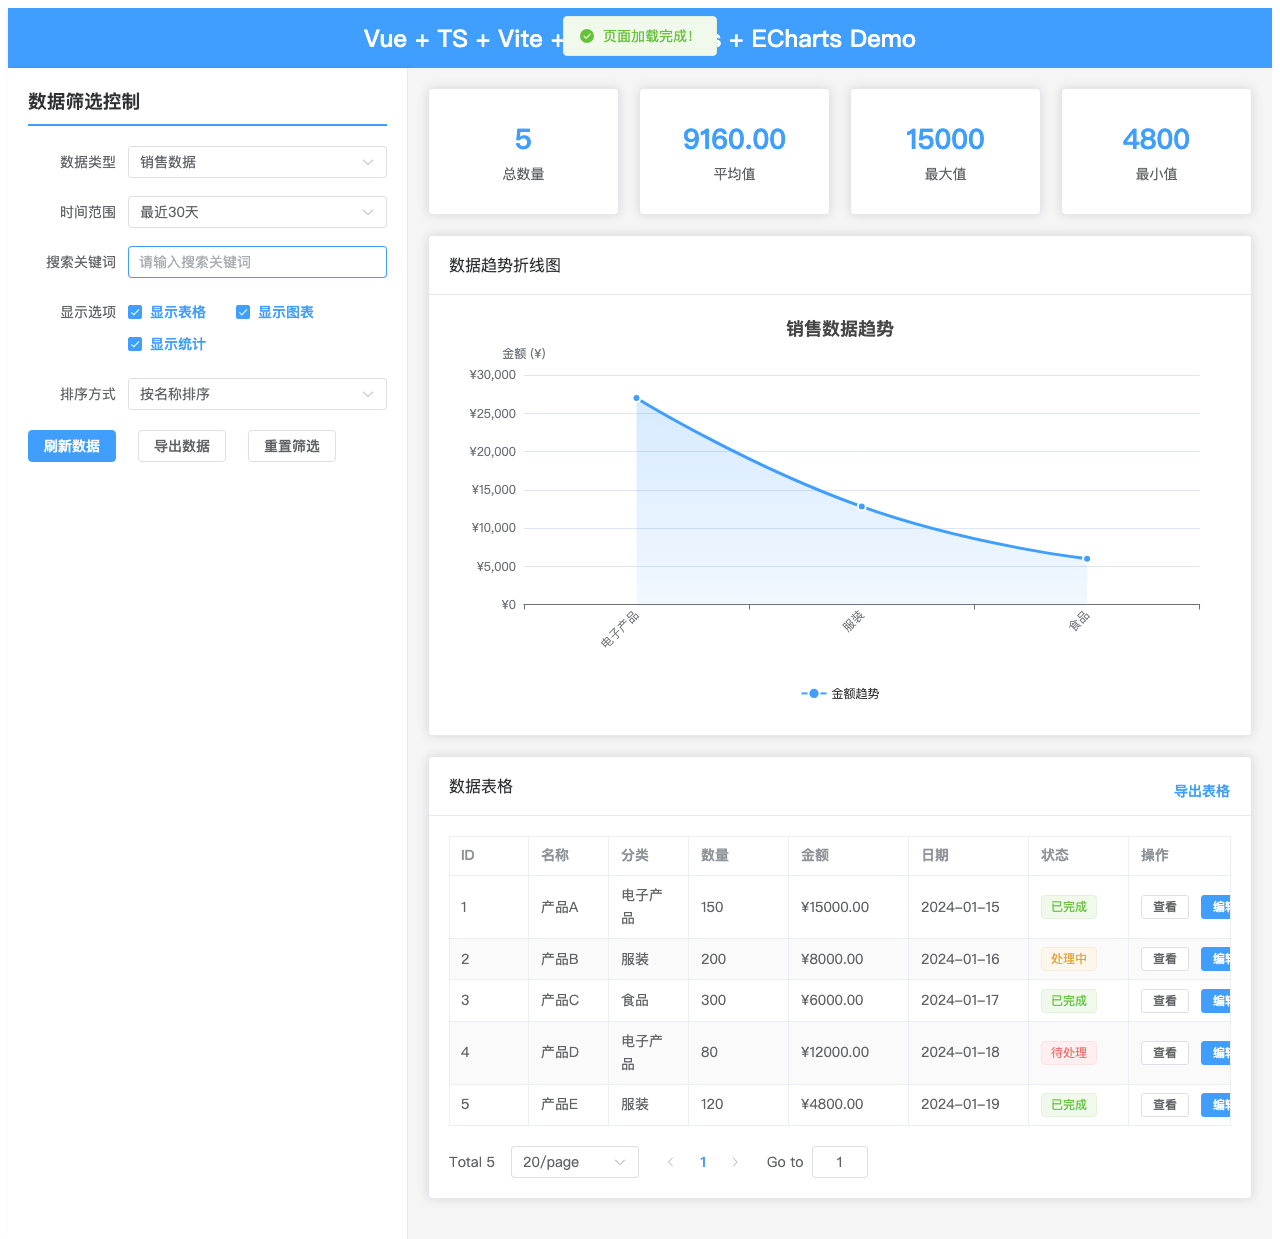 Vue + TS + Vite +
s + ECharts Demo
页面加载完成！
数据筛选控制
数据类型
销售数据
时间范围
最近30天
搜索关键词
请输入搜索关键词
显示选项
显示表格
显示图表
显示统计
排序方式
按名称排序
刷新数据
导出数据
重置筛选
5
总数量
9160.00
平均值
15000
最大值
4800
最小值
数据趋势折线图
销售数据趋势
金额 (¥)
¥30,000
¥25,000
¥20,000
¥15,000
¥10,000
¥5,000
¥0
电子产品
服装
食品
金额趋势
数据表格
导出表格
ID 名称 分类 数量 金额 日期 状态 操作
1 产品A 电子产品 150 ¥15000.00 2024-01-15 已完成 查看 编辑
2 产品B 服装 200 ¥8000.00 2024-01-16 处理中 查看 编辑
3 产品C 食品 300 ¥6000.00 2024-01-17 已完成 查看 编辑
4 产品D 电子产品 80 ¥12000.00 2024-01-18 待处理 查看 编辑
5 产品E 服装 120 ¥4800.00 2024-01-19 已完成 查看 编辑
Total 5
20/page
1
Go to
1